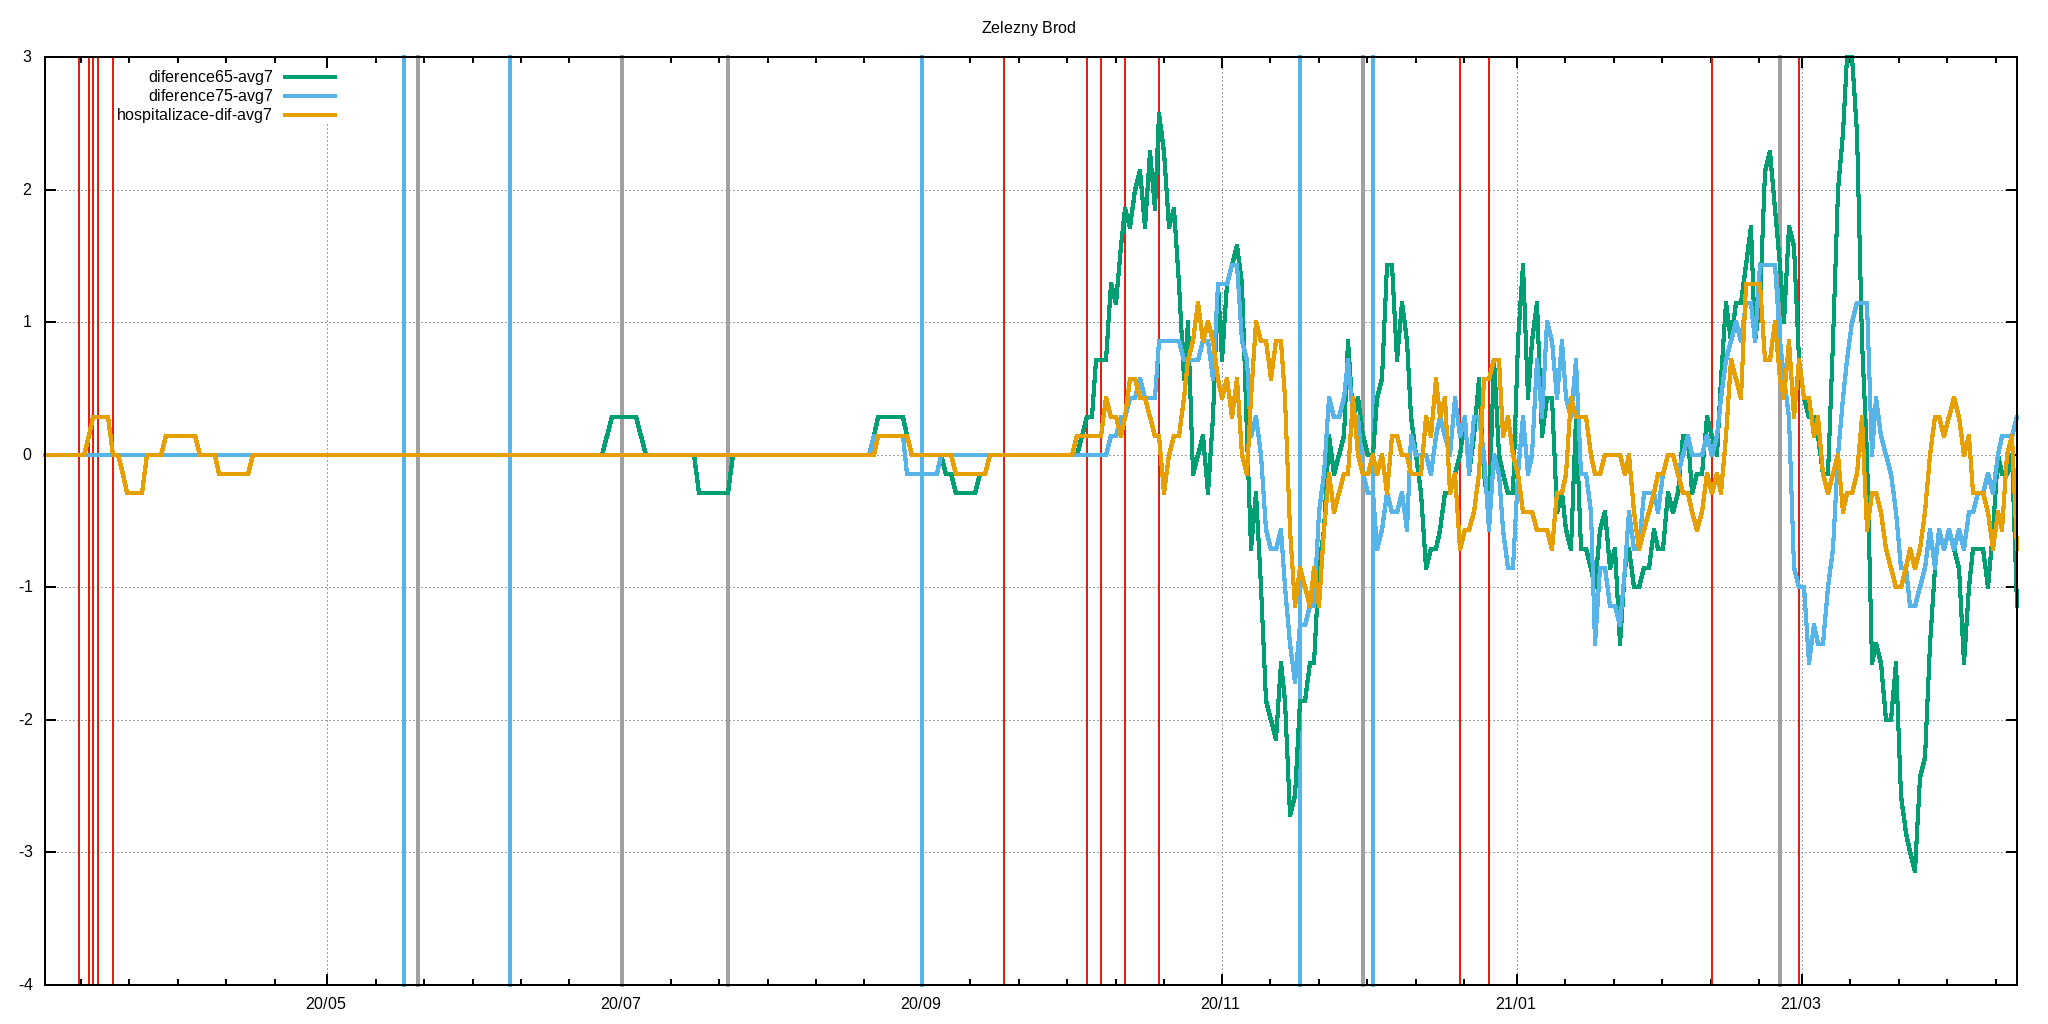 Zelezny Brod
3
diference65-avg7
diference75-avg7
hospitalizace-dif-avg7
2
1
0
-1
-2
-3
-4
20/05 20/07 20/09 20/11 21/01 21/03